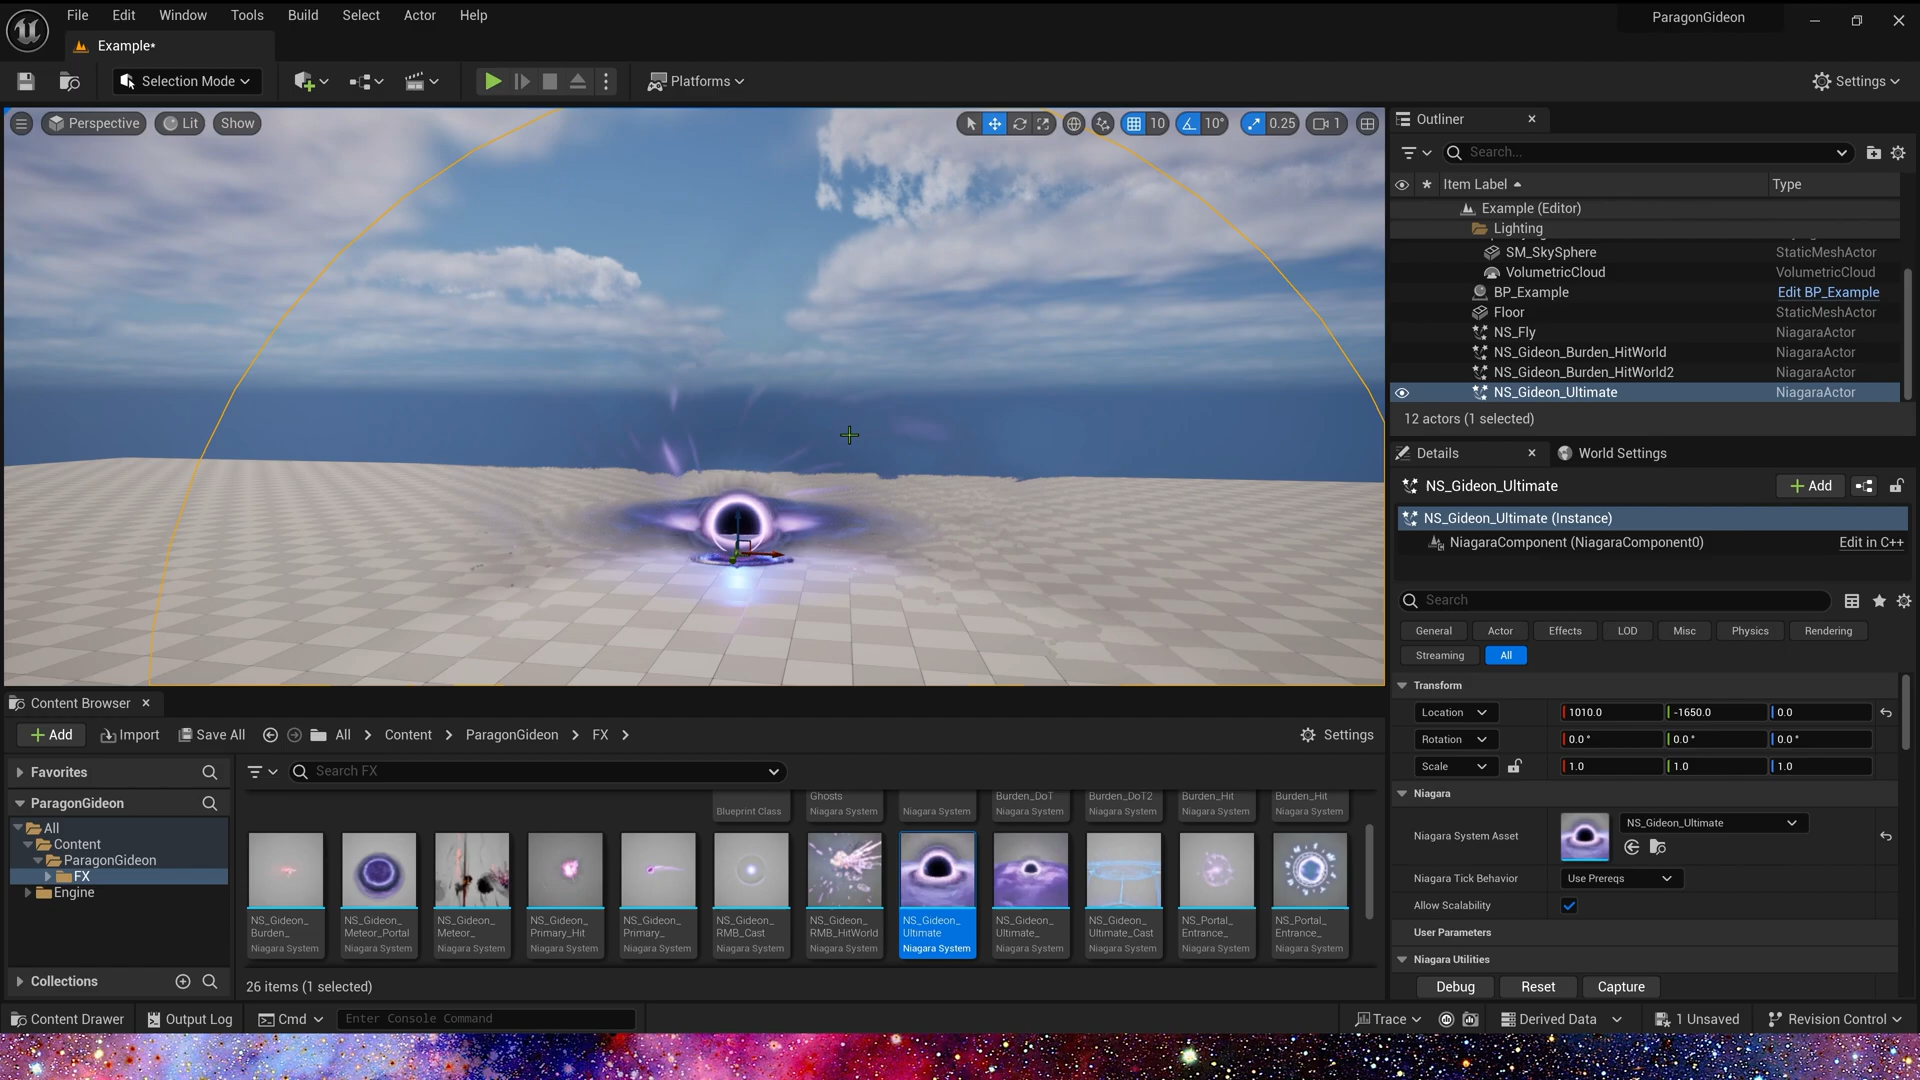 File Edit Window Tools Build Select Actor Help
ParagonGideon
Example*
Selection Mode
Platforms
Settings
Perspective Lit Show
10 10° 0.25 1
Outliner
Search...
Item Label Type
Example (Editor)
Lighting
SM_SkySphere StaticMeshActor
VolumetricCloud VolumetricCloud
BP_Example Edit BP_Example
Floor StaticMeshActor
NS_Fly NiagaraActor
NS_Gideon_Burden_HitWorld NiagaraActor
NS_Gideon_Burden_HitWorld2 NiagaraActor
NS_Gideon_Ultimate NiagaraActor
12 actors (1 selected)
Details World Settings
NS_Gideon_Ultimate Add
NS_Gideon_Ultimate (Instance)
NiagaraComponent (NiagaraComponent0) Edit in C++
Search
General Actor Effects LOD Misc Physics Rendering
Streaming All
Transform
Location 1010.0 -1650.0 0.0
Rotation 0.0° 0.0° 0.0°
Scale 1.0 1.0 1.0
Niagara
Niagara System Asset NS_Gideon_Ultimate
Niagara Tick Behavior Use Prereqs
Allow Scalability
User Parameters
Niagara Utilities
Debug Reset Capture
Content Browser
Add Import Save All All Content ParagonGideon FX Settings
Favorites
ParagonGideon
All
Content
ParagonGideon
FX
Engine
Collections
Search FX
Ghosts Burden_DoT Burden_DoT2 Burden_Hit Burden_Hit
Blueprint Class Niagara System Niagara System Niagara System Niagara System Niagara System Niagara System
NS_Gideon_ NS_Gideon_ NS_Gideon_ NS_Gideon_ NS_Gideon_ NS_Gideon_ NS_Gideon_ NS_Gideon_ NS_Gideon_ NS_Gideon_ NS_Portal_ NS_Portal_
Burden_ Meteor_Portal Meteor_ Primary_Hit Primary_ RMB_Cast RMB_HitWorld Ultimate Ultimate_ Ultimate_Cast Entrance_ Entrance_
Niagara System Niagara System Niagara System Niagara System Niagara System Niagara System Niagara System Niagara System Niagara System Niagara System Niagara System Niagara System
26 items (1 selected)
Content Drawer Output Log Cmd Enter Console Command
Trace Derived Data 1 Unsaved Revision Control